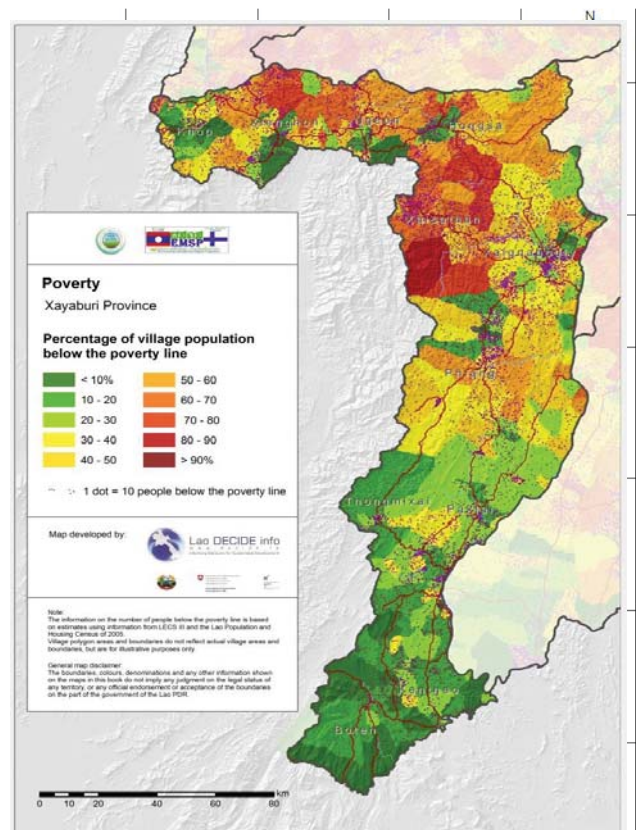 N
Khop
Hongsa
Parklai
Kenthao
Boten
EMSP
Poverty
Xayaburi Province
Percentage of village population
below the poverty line
< 10%
10 - 20
20 - 30
30 - 40
40 - 50
50 - 60
60 - 70
70 - 80
80 - 90
> 90%
1 dot = 10 people below the poverty line
Map developed by:
Lao DECIDE info
Note:
The information on the number of people below the poverty line is based
on estimates using information from LECS III and the Lao Population and
Housing Census of 2005.
Village polygon areas and boundaries do not reflect actual village areas and
boundaries, but are for illustrative purposes only.
General map disclaimer:
The boundaries, colours, denominations and any other information shown
on the maps in this book do not imply any judgment on the legal status of
any territory, or any official endorsement or acceptance of the boundaries
on the part of the government of the Lao PDR.
km
0 10 20 40 60 80